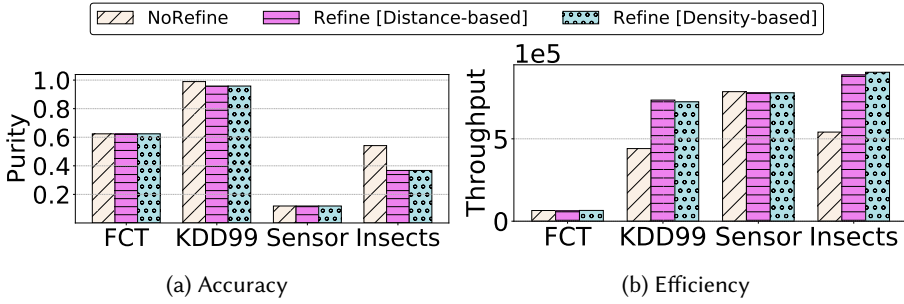 NoRefine Refine [Distance-based] Refine [Density-based]
Purity
1.0
0.8
0.6
0.4
0.2
FCT KDD99 Sensor Insects
(a) Accuracy
1e5
Throughput
5
0
FCT KDD99 Sensor Insects
(b) Efficiency